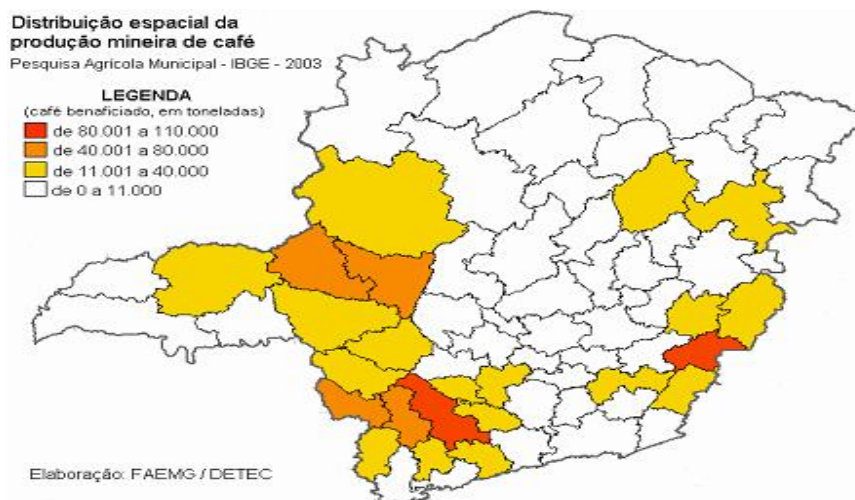 Distribuição espacial da
produção mineira de café
Pesquisa Agrícola Municipal - IBGE - 2003
LEGENDA
(café benaficiado, em toneladas)
de 80.001 a 110.000
de 40.001 a 80.000
de 11.001 a 40.000
de 0 a 11.000
Elaboração: FAEMG / DETEC